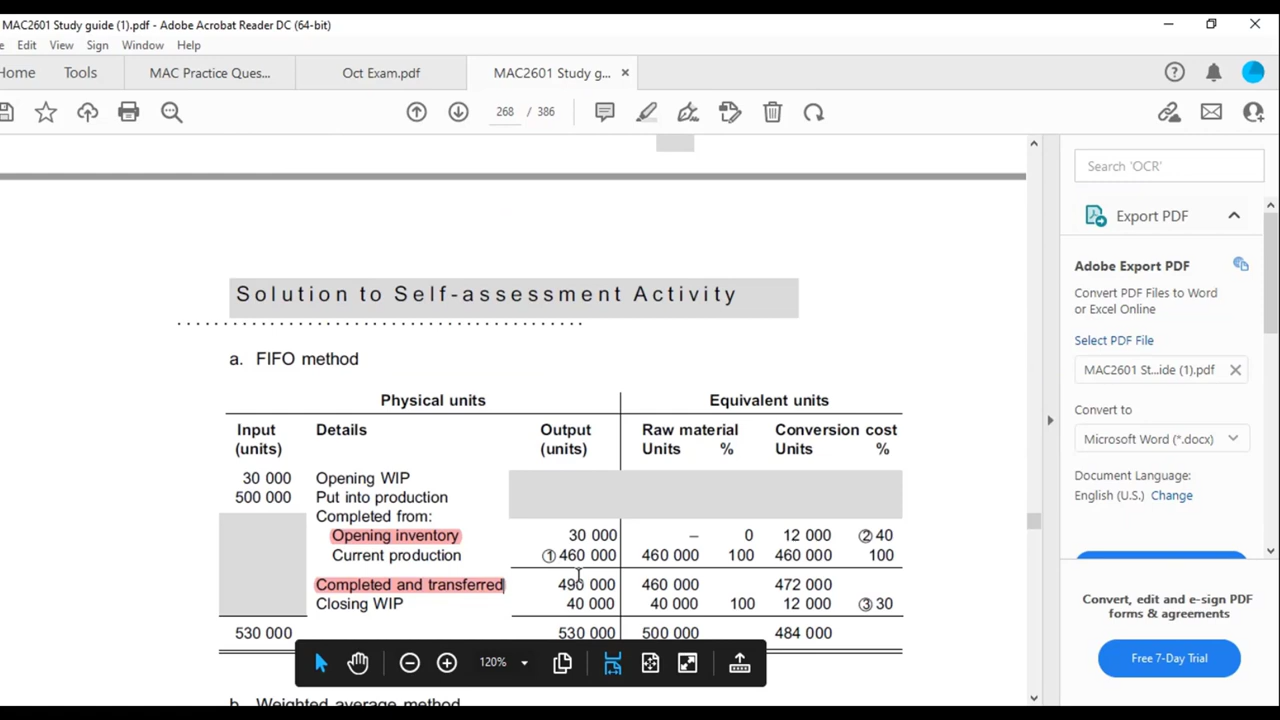 MAC2601 Study guide (1).pdf - Adobe Acrobat Reader DC (64-bit)
e Edit View Sign Window Help
Home Tools MAC Practice Ques... Oct Exam.pdf MAC2601 Study g... ×
268 / 386
Search 'OCR'
Export PDF
Adobe Export PDF
Convert PDF Files to Word
or Excel Online
Select PDF File
MAC2601 St...ide (1).pdf
Convert to
Microsoft Word (*.docx)
Document Language:
English (U.S.) Change
Convert, edit and e-sign PDF
forms & agreements
Free 7-Day Trial
Solution to Self-assessment Activity
a. FIFO method
Physical units Equivalent units
Input Details Output Raw material Conversion cost
(units) (units) Units % Units %
30 000 Opening WIP
500 000 Put into production
Completed from:
Opening inventory 30 000 – 0 12 000 ②40
Current production ①460 000 460 000 100 460 000 100
Completed and transferred 490 000 460 000 472 000
Closing WIP 40 000 40 000 100 12 000 ③30
530 000 530 000 500 000 484 000
120%
b. Weighted average method